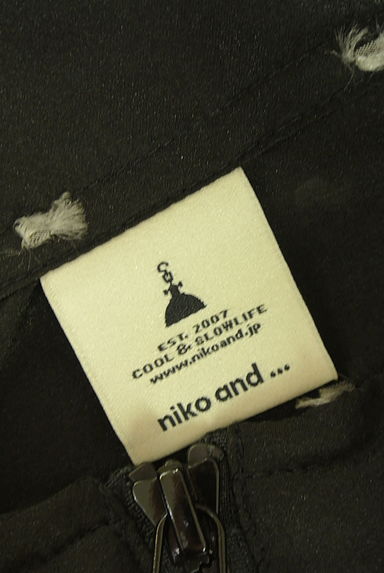 EST. 2007
COOL & SLOWLIFE
www.nikoand.jp
niko and ...